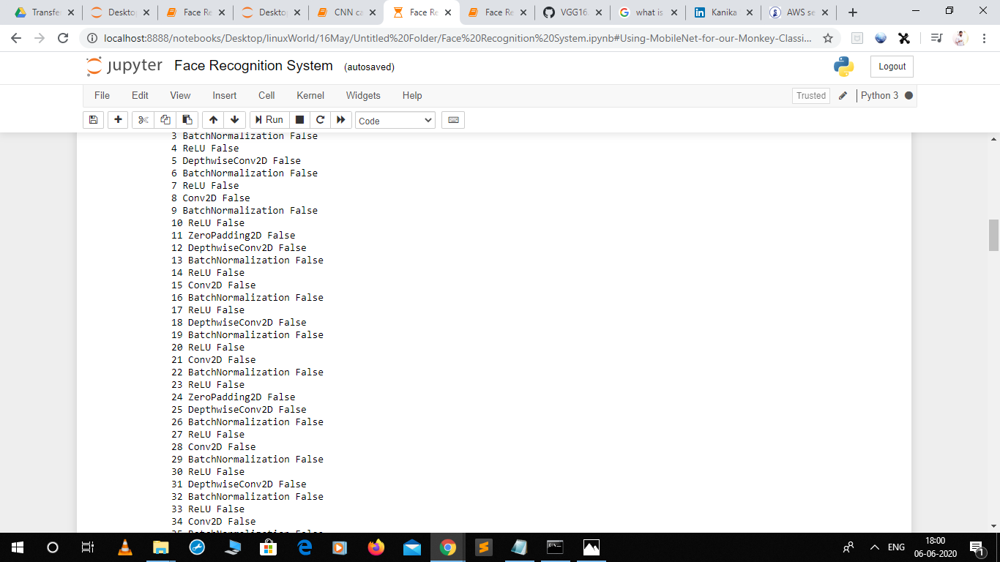 Transfe
Deskto
Face Re
Deskto
CNN ca
Face Re
Face Re
VGG16.
what is
Kanika
AWS se
localhost:8888/notebooks/Desktop/linuxWorld/16May/Untitled%20Folder/Face%20Recognition%20System.ipynb#Using-MobileNet-for-our-Monkey-Classi...
jupyter Face Recognition System (autosaved)
Logout
File Edit View Insert Cell Kernel Widgets Help
Trusted
Python 3
Run
Code
3 BatchNormalization False
4 ReLU False
5 DepthwiseConv2D False
6 BatchNormalization False
7 ReLU False
8 Conv2D False
9 BatchNormalization False
10 ReLU False
11 ZeroPadding2D False
12 DepthwiseConv2D False
13 BatchNormalization False
14 ReLU False
15 Conv2D False
16 BatchNormalization False
17 ReLU False
18 DepthwiseConv2D False
19 BatchNormalization False
20 ReLU False
21 Conv2D False
22 BatchNormalization False
23 ReLU False
24 ZeroPadding2D False
25 DepthwiseConv2D False
26 BatchNormalization False
27 ReLU False
28 Conv2D False
29 BatchNormalization False
30 ReLU False
31 DepthwiseConv2D False
32 BatchNormalization False
33 ReLU False
34 Conv2D False
35 BatchNormalization False
ENG
18:00
06-06-2020
1